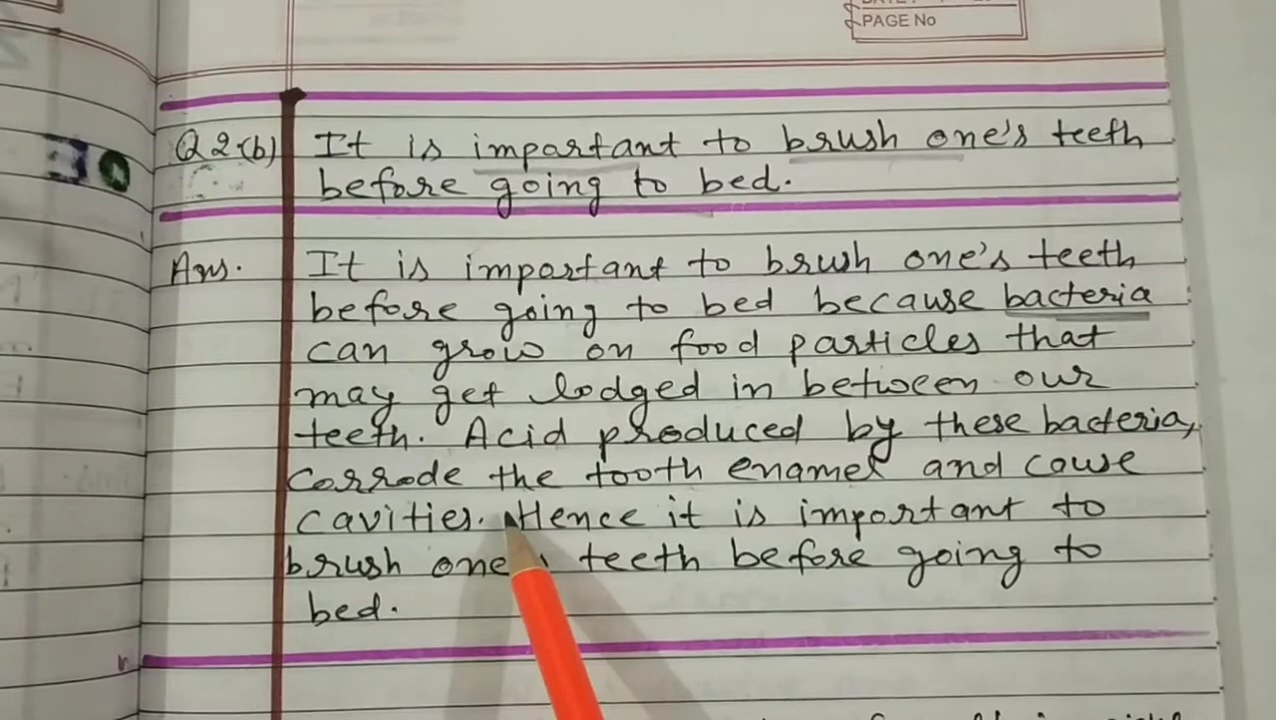 PAGE No
Q2(b) It is important to brush one's teeth
before going to bed.
Ans. It is important to brush one's teeth
before going to bed because bacteria
can grow on food particles that
may get lodged in between our
teeth. Acid produced by these bacteria,
corrode the tooth enamel and cause
cavities. Hence it is important to
brush one's teeth before going to
bed.